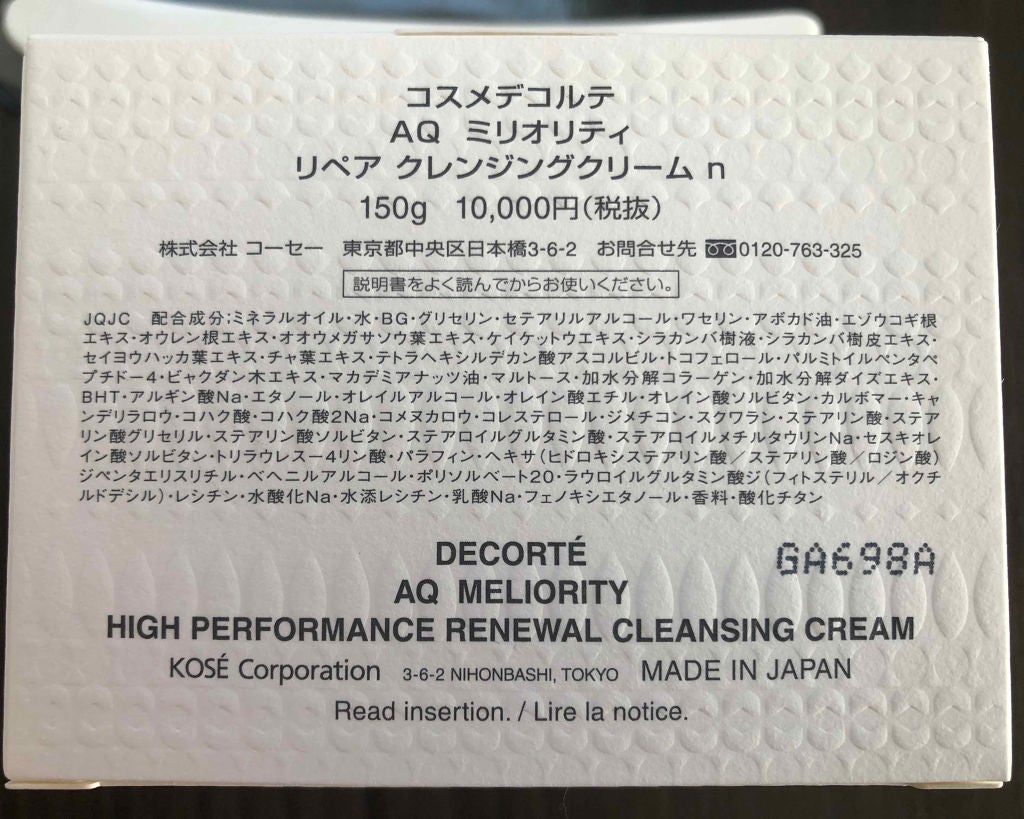 コスメデコルテ
AQ ミリオリティ
リペア クレンジングクリーム n
150g 10,000円(税抜)
株式会社 コーセー 東京都中央区日本橋3-6-2 お問合せ先 0120-763-325
説明書をよく読んでからお使いください。
JQJC 配合成分:ミネラルオイル・水・BG・グリセリン・セテアリルアルコール・ワセリン・アボカド油・エゾウコギ根
エキス・オウレン根エキス・オオウメガサソウ葉エキス・ケイケットウエキス・シラカンバ樹液・シラカンバ樹皮エキス・
セイヨウハッカ葉エキス・チャ葉エキス・テトラヘキシルデカン酸アスコルビル・トコフェロール・パルミトイルペンタペ
プチド-4・ビャクダン木エキス・マカデミアナッツ油・マルトース・加水分解コラーゲン・加水分解ダイズエキス・
BHT・アルギン酸Na・エタノール・オレイルアルコール・オレイン酸エチル・オレイン酸ソルビタン・カルボマー・キャ
ンデリラロウ・コハク酸・コハク酸2Na・コメヌカロウ・コレステロール・ジメチコン・スクワラン・ステアリン酸・ステア
リン酸グリセリル・ステアリン酸ソルビタン・ステアロイルグルタミン酸・ステアロイルメチルタウリンNa・セスキオレ
イン酸ソルビタン・トリラウレス-4リン酸・パラフィン・ヘキサ(ヒドロキシステアリン酸/ステアリン酸/ロジン酸)
ジペンタエリスリチル・ベヘニルアルコール・ポリソルベート20・ラウロイルグルタミン酸ジ(フィトステリル/オクチ
ルドデシル)・レシチン・水酸化Na・水添レシチン・乳酸Na・フェノキシエタノール・香料・酸化チタン
DECORTÉ
GA698A
AQ MELIORITY
HIGH PERFORMANCE RENEWAL CLEANSING CREAM
KOSÉ Corporation 3-6-2 NIHONBASHI, TOKYO MADE IN JAPAN
Read insertion. / Lire la notice.